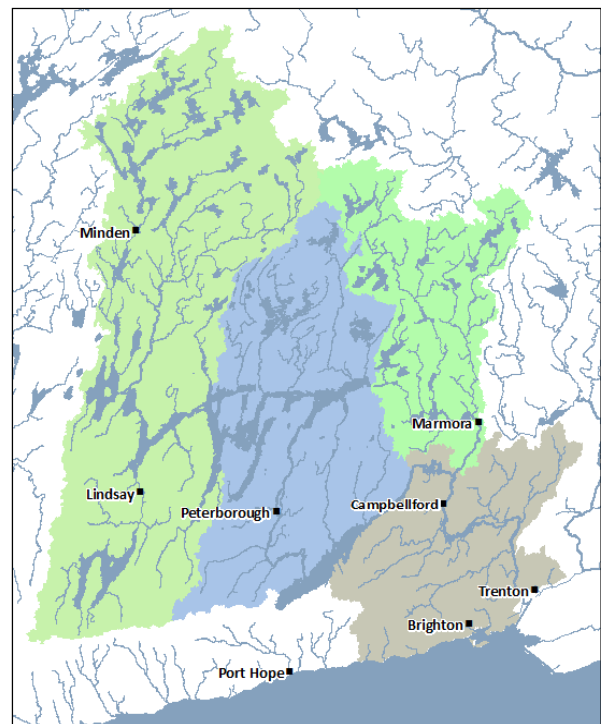 Minden
Marmora
Lindsay
Peterborough
Campbellford
Trenton
Brighton
Port Hope